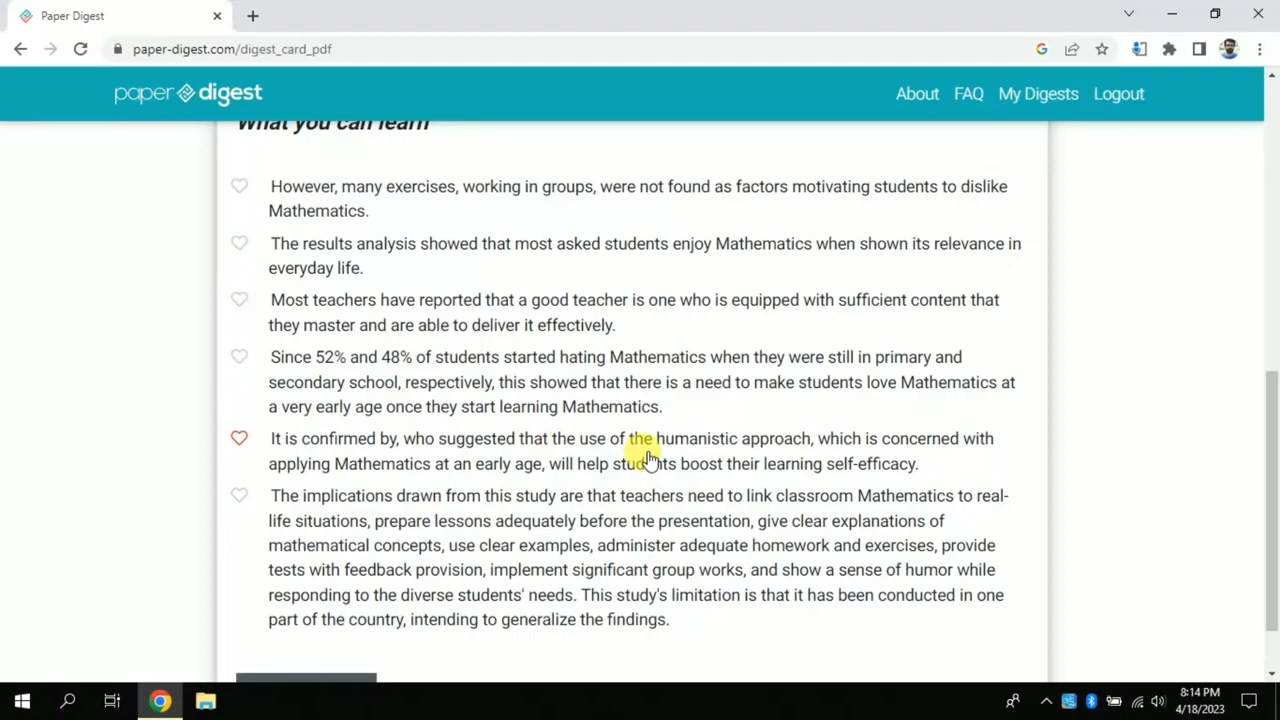 Paper Digest
paper-digest.com/digest_card_pdf
paper digest
About FAQ My Digests Logout
What you can learn
However, many exercises, working in groups, were not found as factors motivating students to dislike
Mathematics.
The results analysis showed that most asked students enjoy Mathematics when shown its relevance in
everyday life.
Most teachers have reported that a good teacher is one who is equipped with sufficient content that
they master and are able to deliver it effectively.
Since 52% and 48% of students started hating Mathematics when they were still in primary and
secondary school, respectively, this showed that there is a need to make students love Mathematics at
a very early age once they start learning Mathematics.
It is confirmed by, who suggested that the use of the humanistic approach, which is concerned with
applying Mathematics at an early age, will help students boost their learning self-efficacy.
The implications drawn from this study are that teachers need to link classroom Mathematics to real-
life situations, prepare lessons adequately before the presentation, give clear explanations of
mathematical concepts, use clear examples, administer adequate homework and exercises, provide
tests with feedback provision, implement significant group works, and show a sense of humor while
responding to the diverse students' needs. This study's limitation is that it has been conducted in one
part of the country, intending to generalize the findings.
8:14 PM
4/18/2023